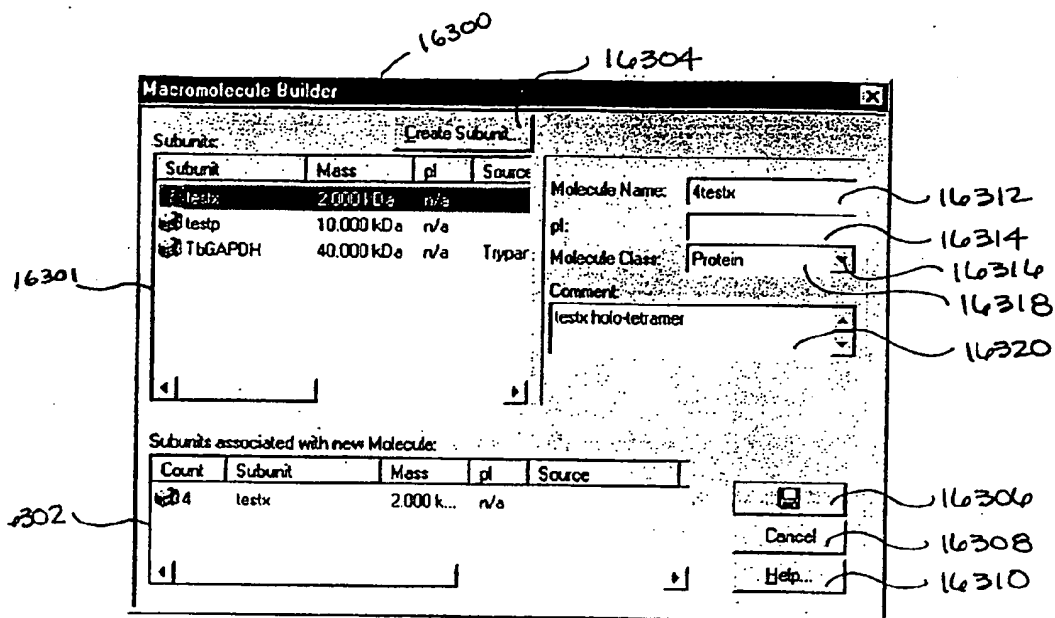 16300
16304
Macromolecule Builder
Create Subunit...
Subunits:
Subunit Mass pI Source
testx 2.000 kDa n/a
testp 10.000 kDa n/a
TbGAPDH 40.000 kDa n/a Trypar
Molecule Name: 4testx
pI:
Molecule Class: Protein
Comment:
testx holo-tetramer
16312
16314
16316
16318
16320
16301
Subunits associated with new Molecule:
Count Subunit Mass pI Source
4 testx 2.000 k... n/a
6302
Cancel
Help...
16306
16308
16310